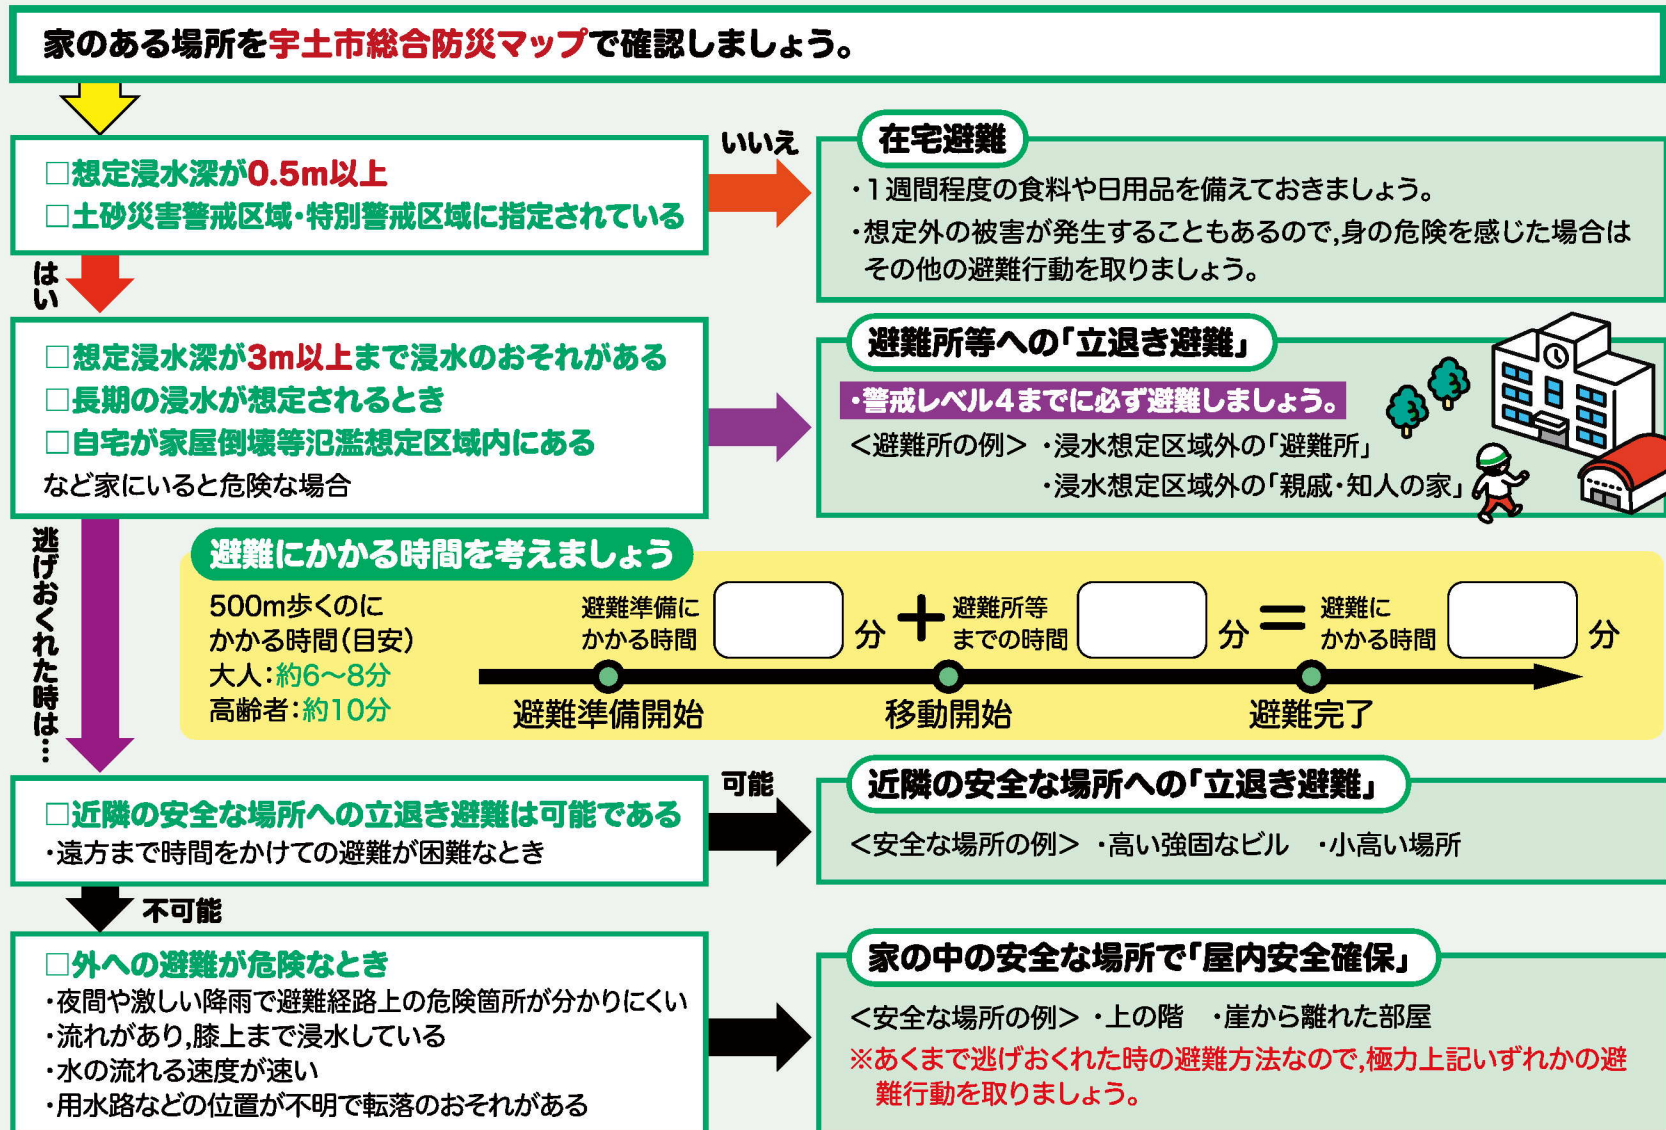 家のある場所を宇土市総合防災マップで確認しましょう。
□想定浸水深が0.5m以上
□土砂災害警戒区域・特別警戒区域に指定されている
いいえ
在宅避難
・1週間程度の食料や日用品を備えておきましょう。
・想定外の被害が発生することもあるので,身の危険を感じた場合は
その他の避難行動を取りましょう。
はい
□想定浸水深が3m以上まで浸水のおそれがある
□長期の浸水が想定されるとき
□自宅が家屋倒壊等氾濫想定区域内にある
など家にいると危険な場合
避難所等への「立退き避難」
・警戒レベル4までに必ず避難しましょう。
＜避難所の例＞ ・浸水想定区域外の「避難所」
・浸水想定区域外の「親戚・知人の家」
逃げおくれた時は…
避難にかかる時間を考えましょう
500m歩くのに
かかる時間(目安)
大人:約6〜8分
高齢者:約10分
避難準備に
かかる時間
分
＋
避難所等
までの時間
分
＝
避難に
かかる時間
分
避難準備開始
移動開始
避難完了
□近隣の安全な場所への立退き避難は可能である
・遠方まで時間をかけての避難が困難なとき
可能
近隣の安全な場所への「立退き避難」
＜安全な場所の例＞ ・高い強固なビル ・小高い場所
不可能
□外への避難が危険なとき
・夜間や激しい降雨で避難経路上の危険箇所が分かりにくい
・流れがあり,膝上まで浸水している
・水の流れる速度が速い
・用水路などの位置が不明で転落のおそれがある
家の中の安全な場所で「屋内安全確保」
＜安全な場所の例＞ ・上の階 ・崖から離れた部屋
※あくまで逃げおくれた時の避難方法なので,極力上記いずれかの避
難行動を取りましょう。